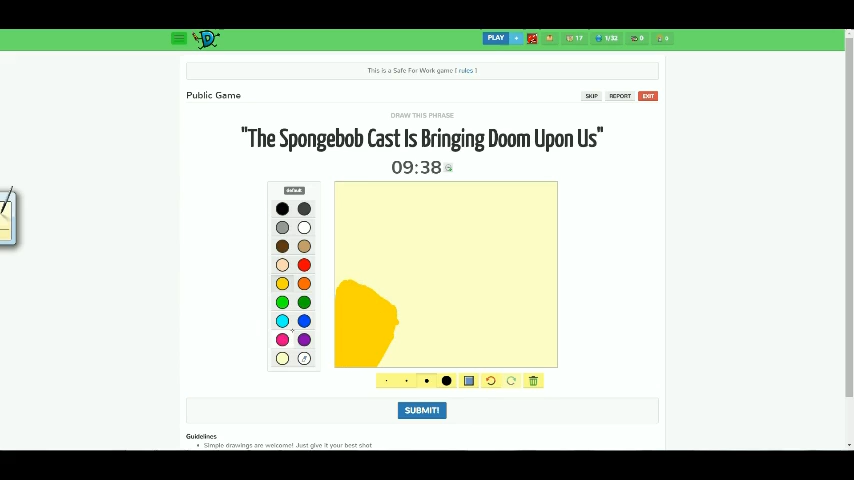 PLAY + 17 1/32 0 0
This is a Safe For Work game [ rules ]
Public Game
SKIP REPORT EXIT
DRAW THIS PHRASE
"The Spongebob Cast Is Bringing Doom Upon Us"
09:38
default
SUBMIT!
Guidelines
Simple drawings are welcome! Just give it your best shot